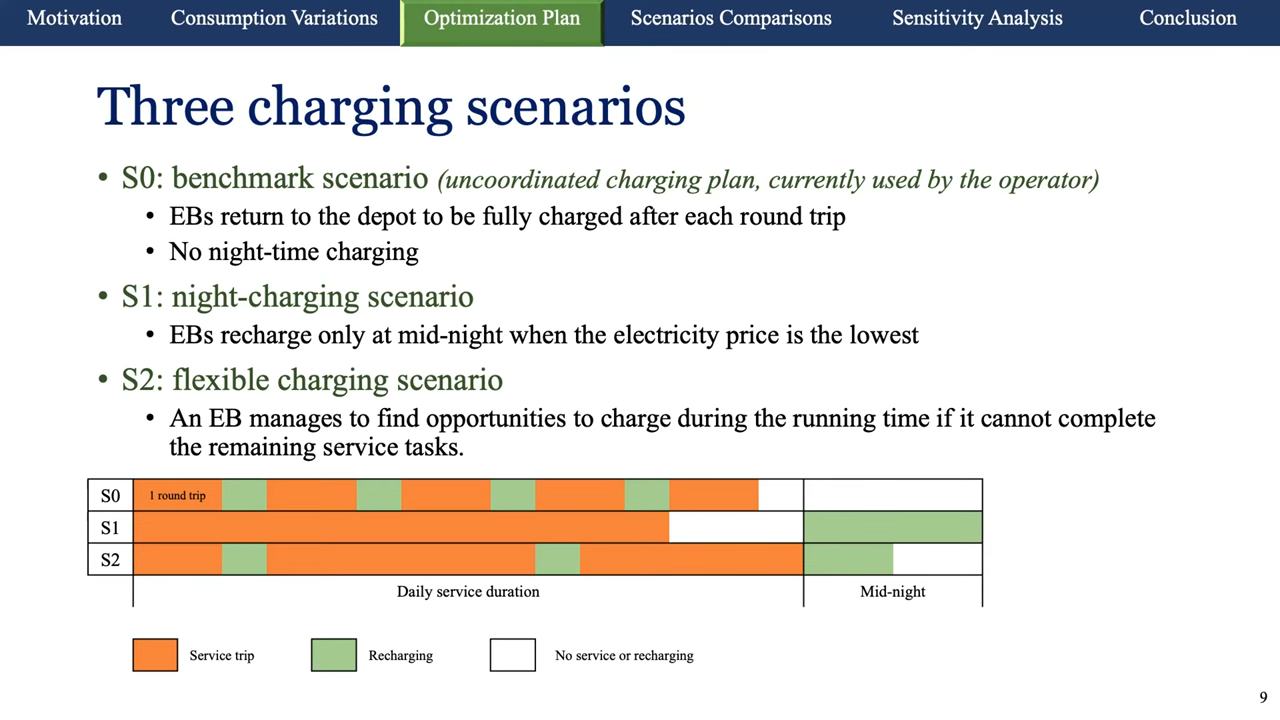 Motivation
Consumption Variations
Optimization Plan
Scenarios Comparisons
Sensitivity Analysis
Conclusion
Three charging scenarios
• S0: benchmark scenario (uncoordinated charging plan, currently used by the operator)
• EBs return to the depot to be fully charged after each round trip
• No night-time charging
• S1: night-charging scenario
• EBs recharge only at mid-night when the electricity price is the lowest
• S2: flexible charging scenario
• An EB manages to find opportunities to charge during the running time if it cannot complete
the remaining service tasks.
S0
1 round trip
S1
S2
Daily service duration
Mid-night
Service trip
Recharging
No service or recharging
9